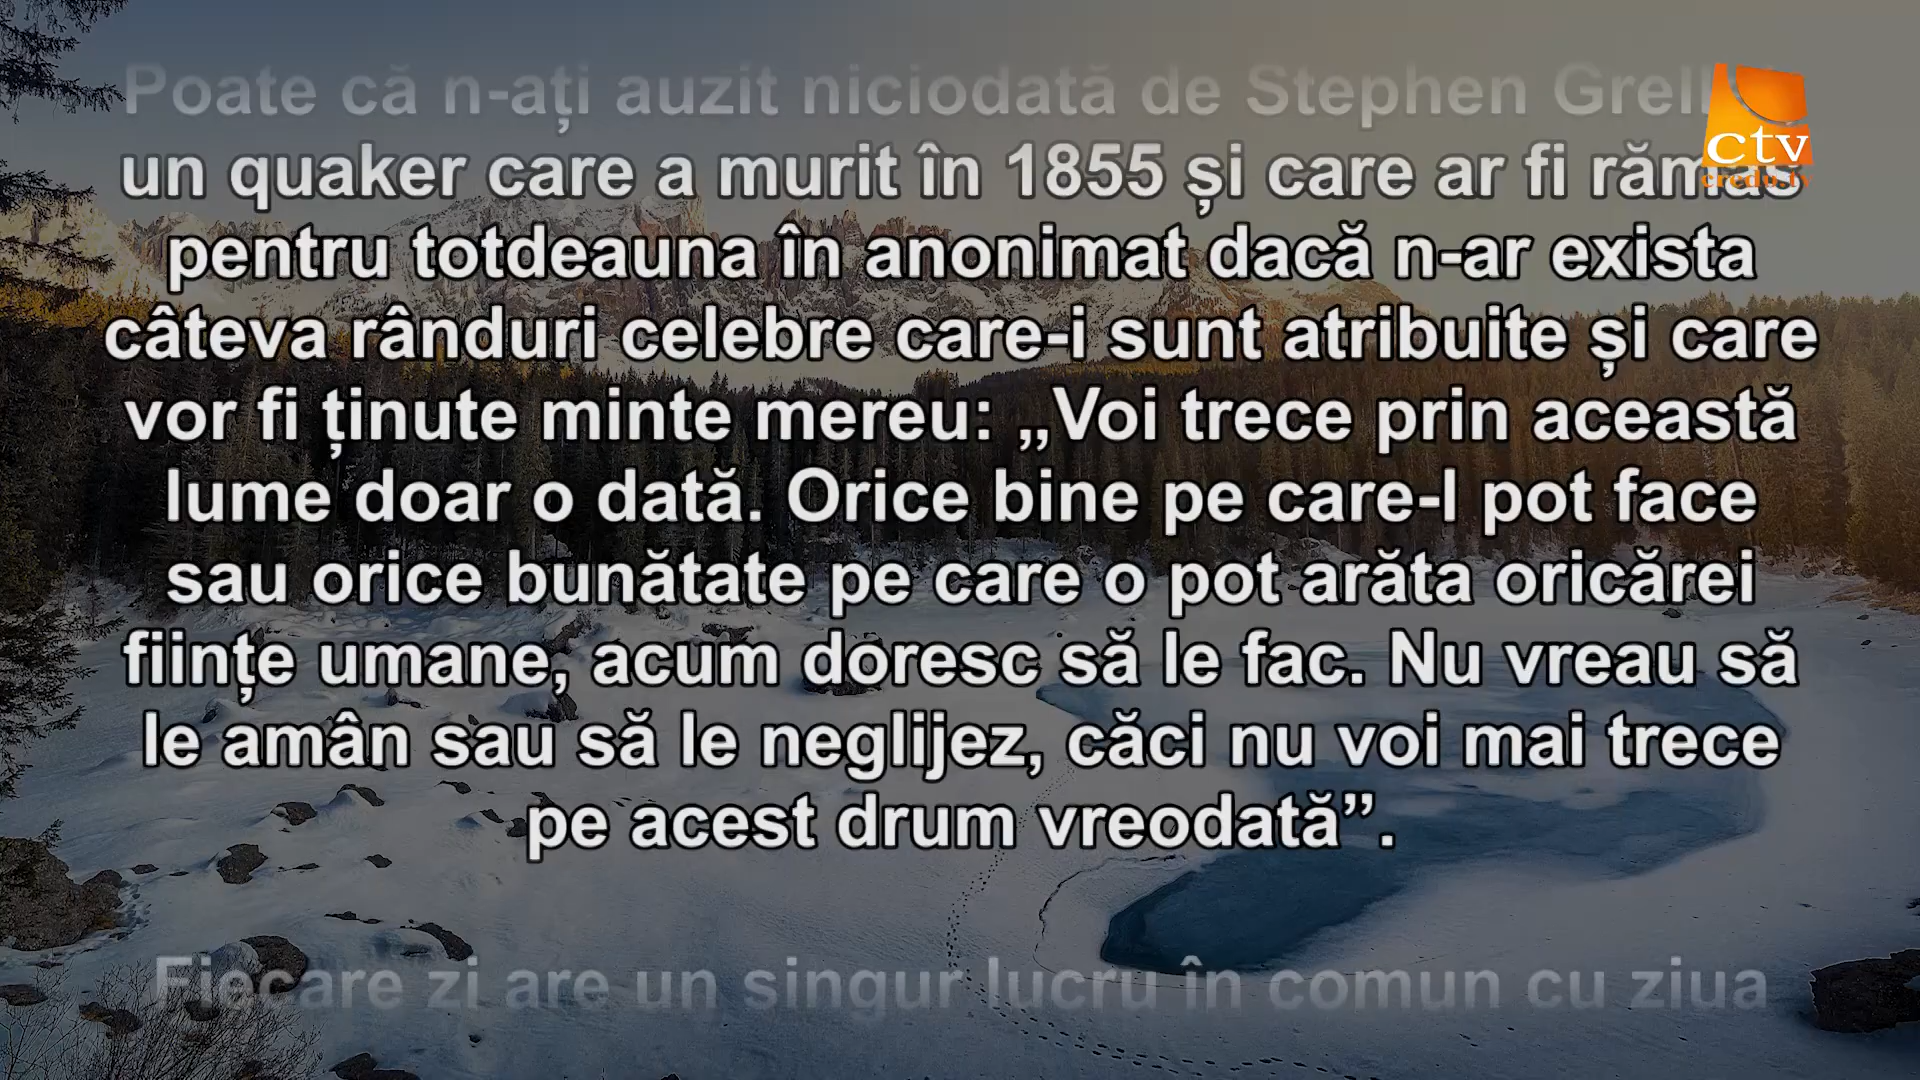 Poate că n-ați auzit niciodată de Stephen
un quaker care a murit în 1855 și care ar fi rămas
pentru totdeauna în anonimat dacă n-ar exista
câteva rânduri celebre care-i sunt atribuite și care
vor fi ținute minte mereu: „Voi trece prin această
lume doar o dată. Orice bine pe care-l pot face
sau orice bunătate pe care o pot arăta oricărei
ființe umane, acum doresc să le fac. Nu vreau să
le amân sau să le neglijez, căci nu voi mai trece
pe acest drum vreodată”.
Fiecare zi are un singur lucru în comun cu ziua
ctv
credu.tv